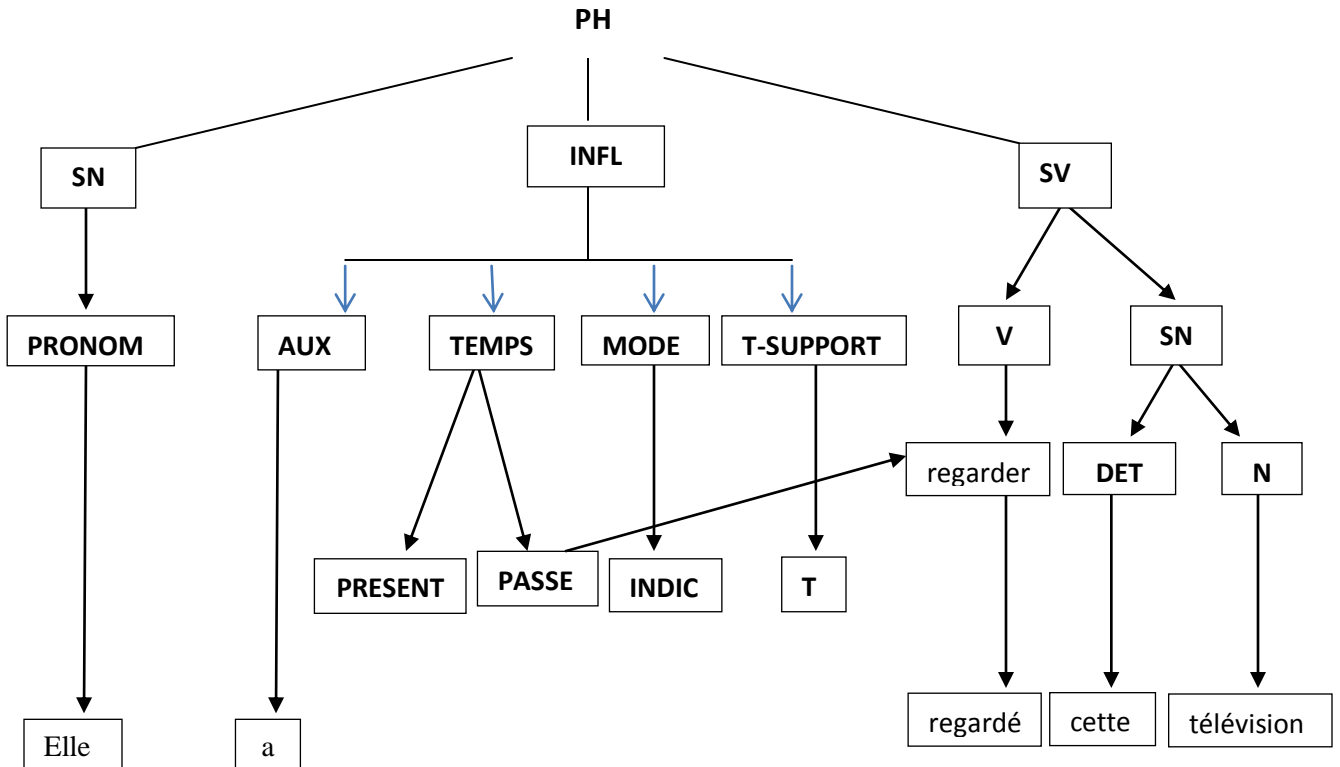 PH
SN
INFL
SV
PRONOM
AUX
TEMPS
MODE
T-SUPPORT
V
SN
regarder
DET
N
PRESENT
PASSE
INDIC
T
Elle
a
regardé
cette
télévision